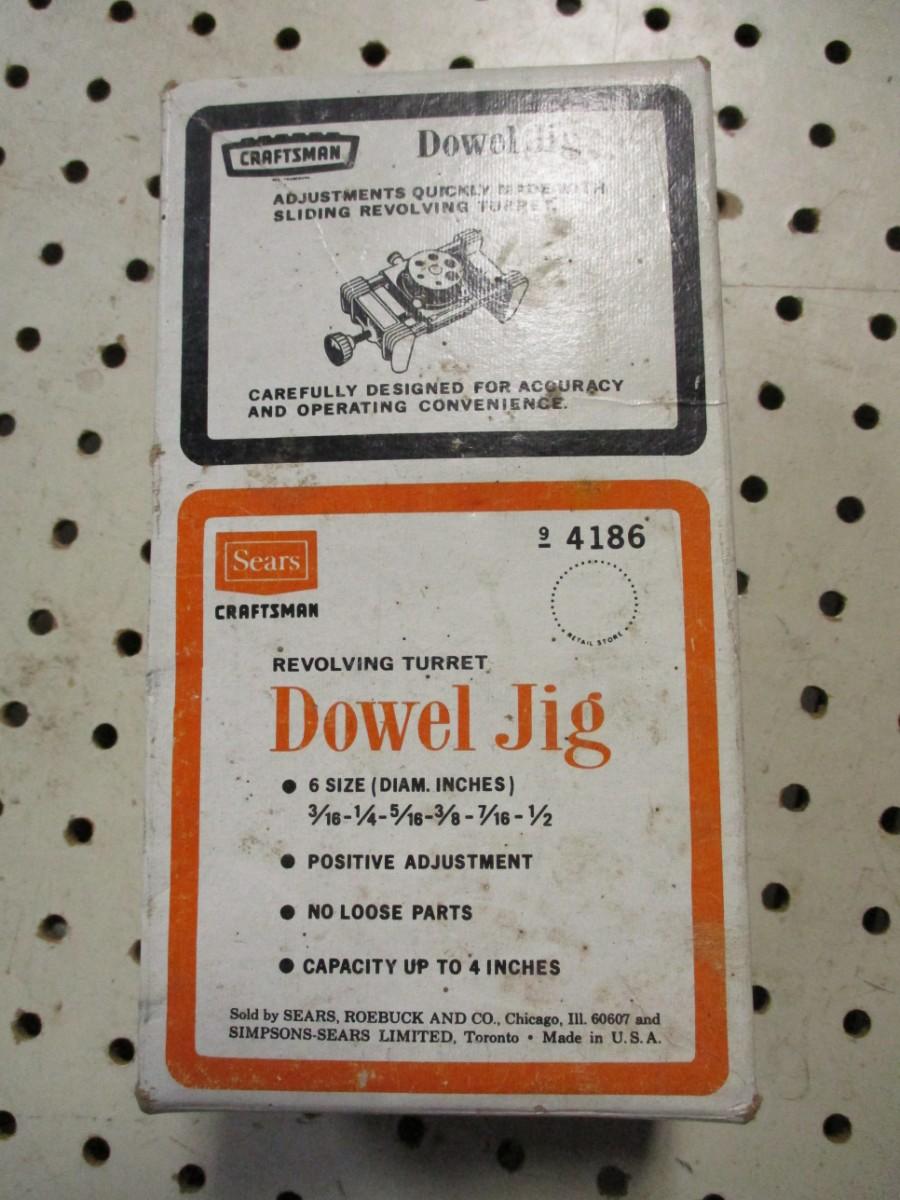 CRAFTSMAN
Dowel Jig
ADJUSTMENTS QUICKLY MADE WITH
SLIDING REVOLVING TURRET.
CAREFULLY DESIGNED FOR ACCURACY
AND OPERATING CONVENIENCE.
Sears
CRAFTSMAN
9 4186
RETAIL STORE
REVOLVING TURRET
Dowel Jig
● 6 SIZE (DIAM. INCHES)
3/16-1/4-5/16-3/8-7/16-1/2
● POSITIVE ADJUSTMENT
● NO LOOSE PARTS
● CAPACITY UP TO 4 INCHES
Sold by SEARS, ROEBUCK AND CO., Chicago, Ill. 60607 and
SIMPSONS-SEARS LIMITED, Toronto • Made in U.S.A.